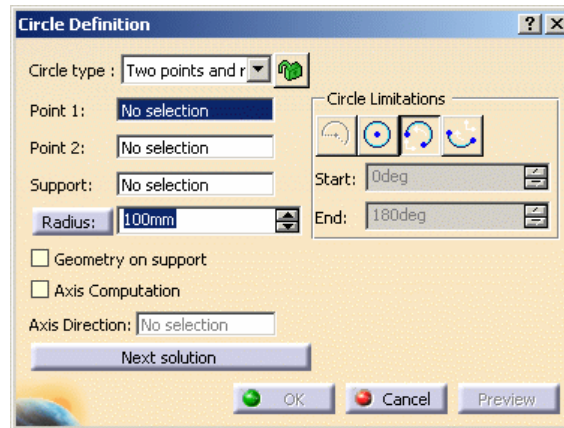 Circle Definition
Circle type : Two points and r
Point 1: No selection
Point 2: No selection
Support: No selection
Radius: 100mm
Geometry on support
Axis Computation
Axis Direction: No selection
Next solution
Circle Limitations
Start: 0deg
End: 180deg
OK Cancel Preview